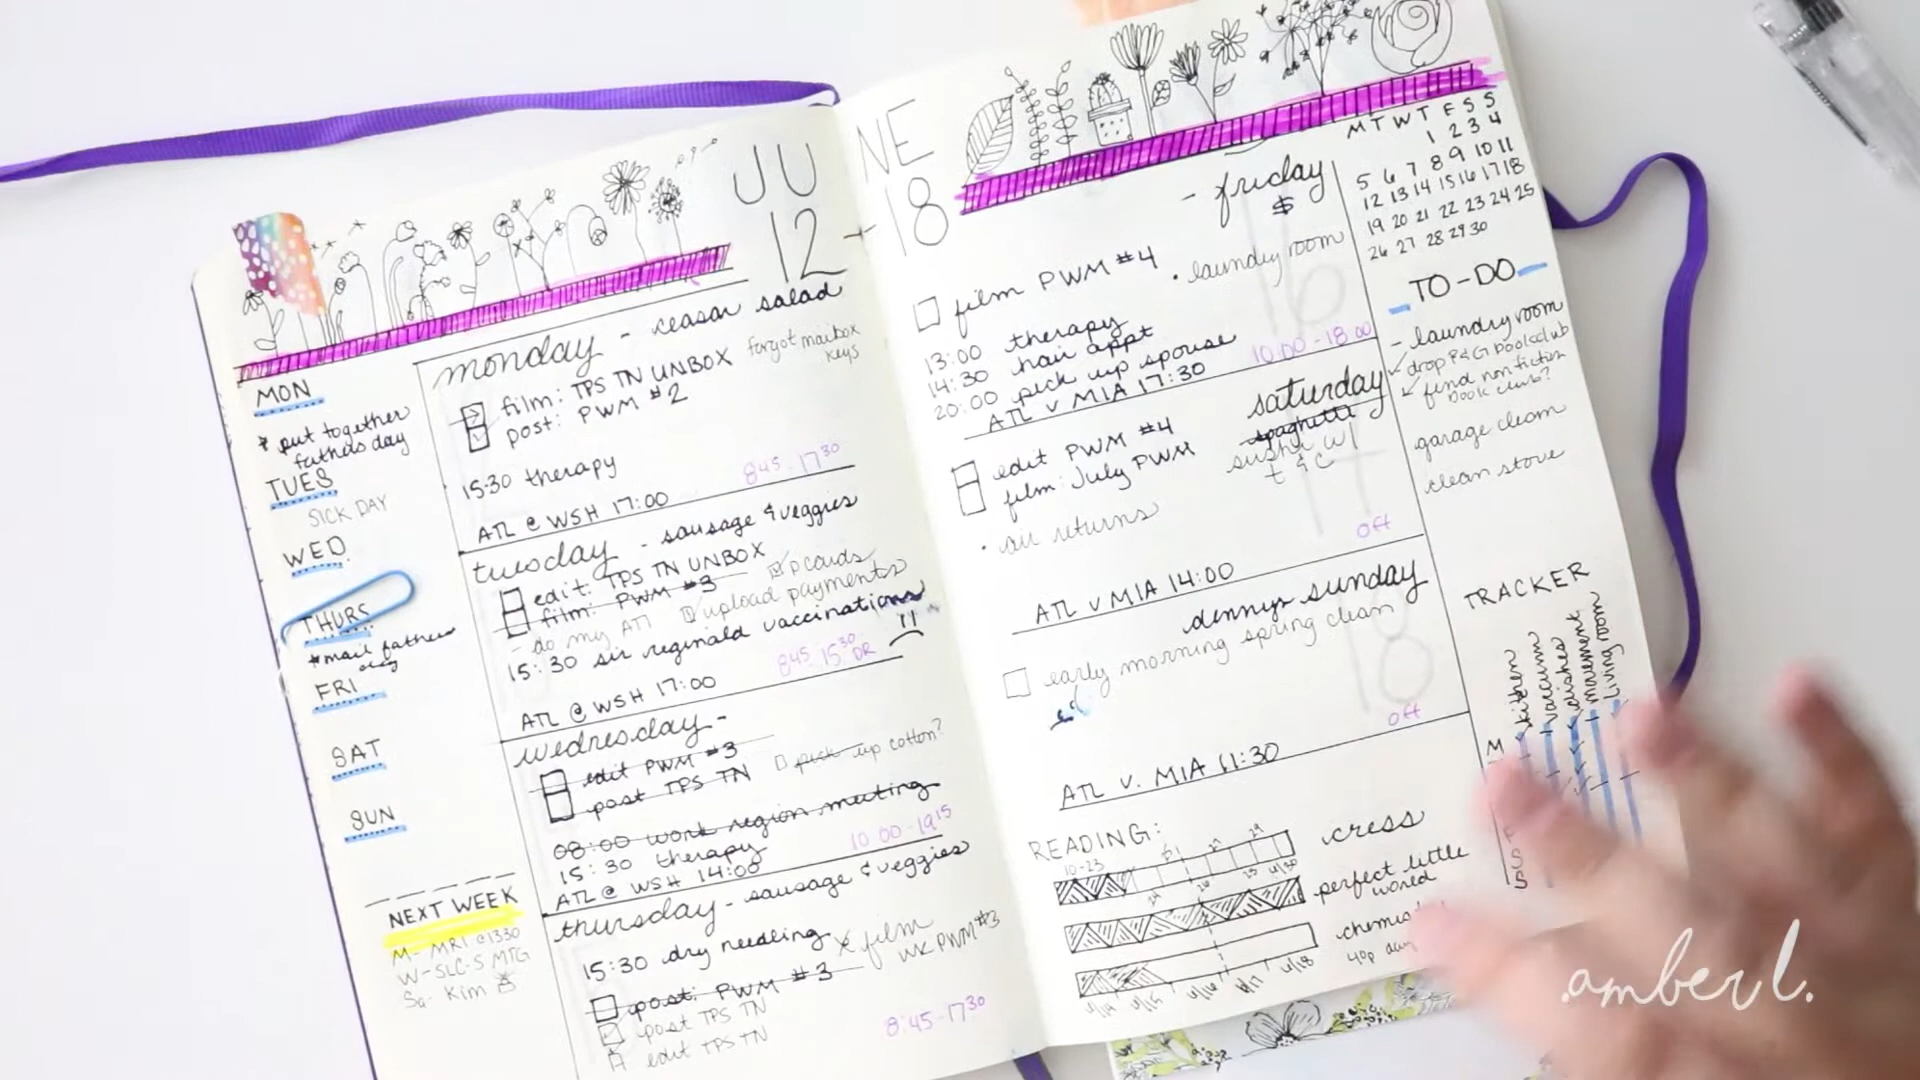 JU NE
12 - 18
MON
* put together
fathers day
TUES
SICK DAY
WED
THURS
* mail fathers
day
FRI
SAT
SUN
NEXT WEEK
M - MRI @ 1330
W - SLC-S MTG
Sa - Kim
monday - ceasar salad
forgot mailbox
keys
film: TPS TN UNBOX
post: PWM #2
15:30 therapy
8:45 - 17:30
ATL @ WSH 17:00
tuesday - sausage & veggies
edit: TPS TN UNBOX
film: PWM #3
p cards
upload payments
- do my ATI
15:30 sir reginald vaccinations
8:45 15:30
DR
ATL @ WSH 17:00
wednesday -
edit PWM #3
post TPS TN
pick up cotton?
08:00 work region meeting
15:30 therapy
10:00 - 19:15
ATL @ WSH 14:00
thursday - sausage & veggies
15:30 dry needling
x film
wk PWM #3
post: PWM #3
post TPS TN
edit TPS TN
8:45 - 17:30
- friday
$
16
film PWM #4
• laundry room
13:00 therapy
14:30 hair appt
20:00 pick up spouse
10:00 - 18:00
ATL V MIA 17:30
saturday
spaghetti
sushi w/
t & c
17
edit PWM #4
film: July PWM
• air returns
off
ATL V MIA 14:00
dennys sunday
18
early morning spring clean
off
ATL V. MIA 11:30
READING:
10-23
cress
perfect little
world
40p day
M T W T F S S
1 2 3 4
5 6 7 8 9 10 11
12 13 14 15 16 17 18
19 20 21 22 23 24 25
26 27 28 29 30
TO-DO
- laundry room
drop P&G bookclub
find non fiction
book club?
garage clean
clean stove
TRACKER
kitchen
vaccum
dishes
movement
living room
M
F
S
S
.amber l.